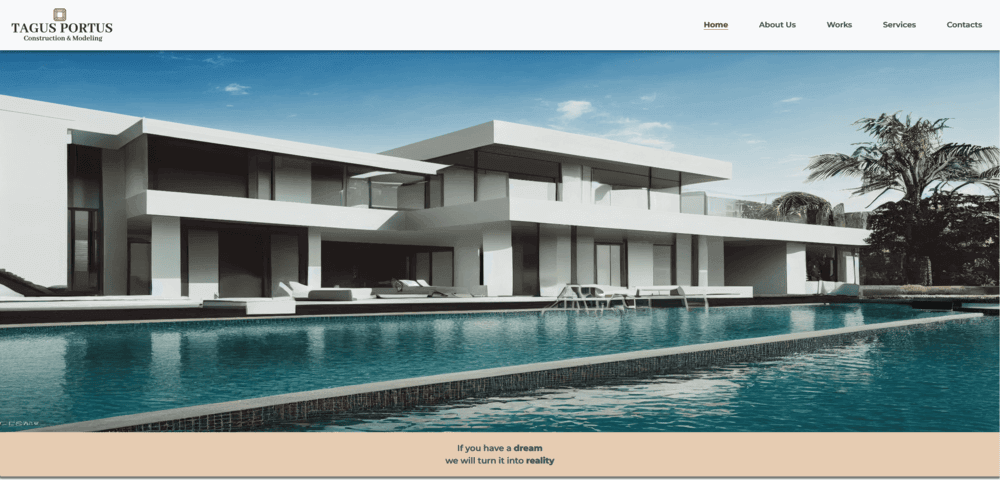 TAGUS PORTUS
Construction & Modeling
Home
About Us
Works
Services
Contacts
If you have a dream
we will turn it into reality